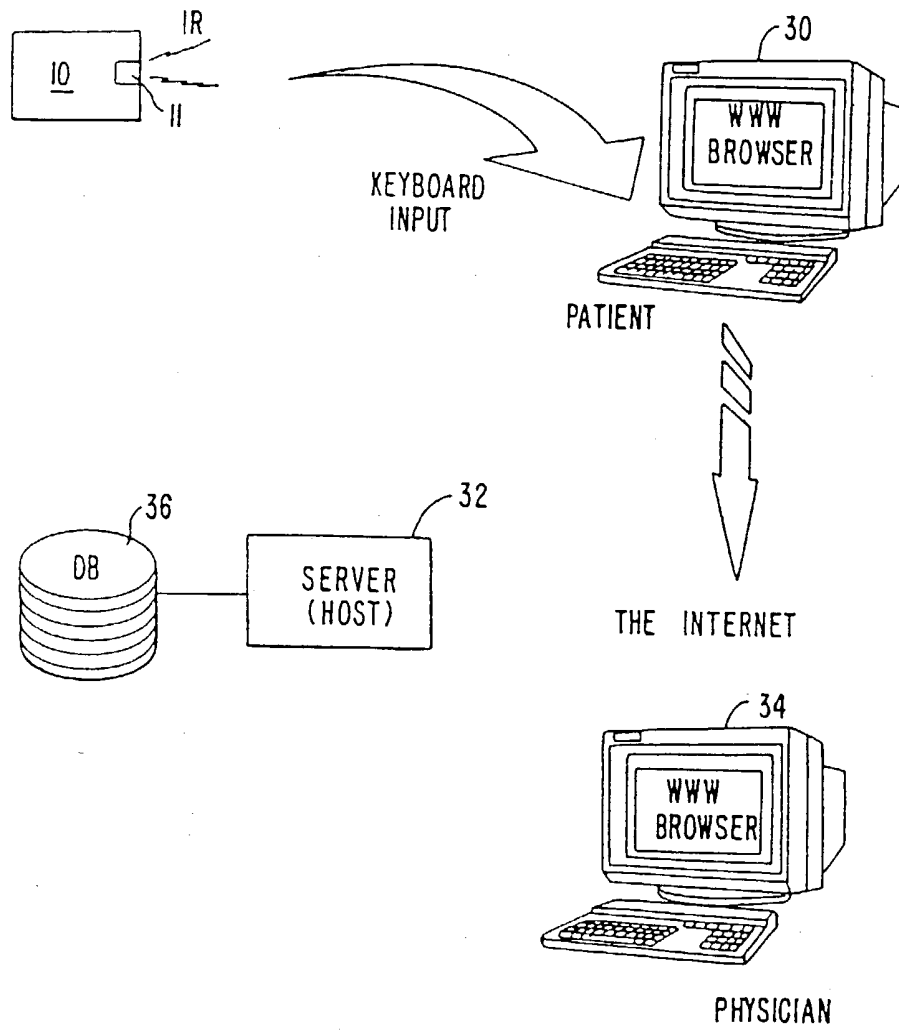 IR
10
11
30
WWW
BROWSER
KEYBOARD
INPUT
PATIENT
36
DB
32
SERVER
(HOST)
THE INTERNET
34
WWW
BROWSER
PHYSICIAN